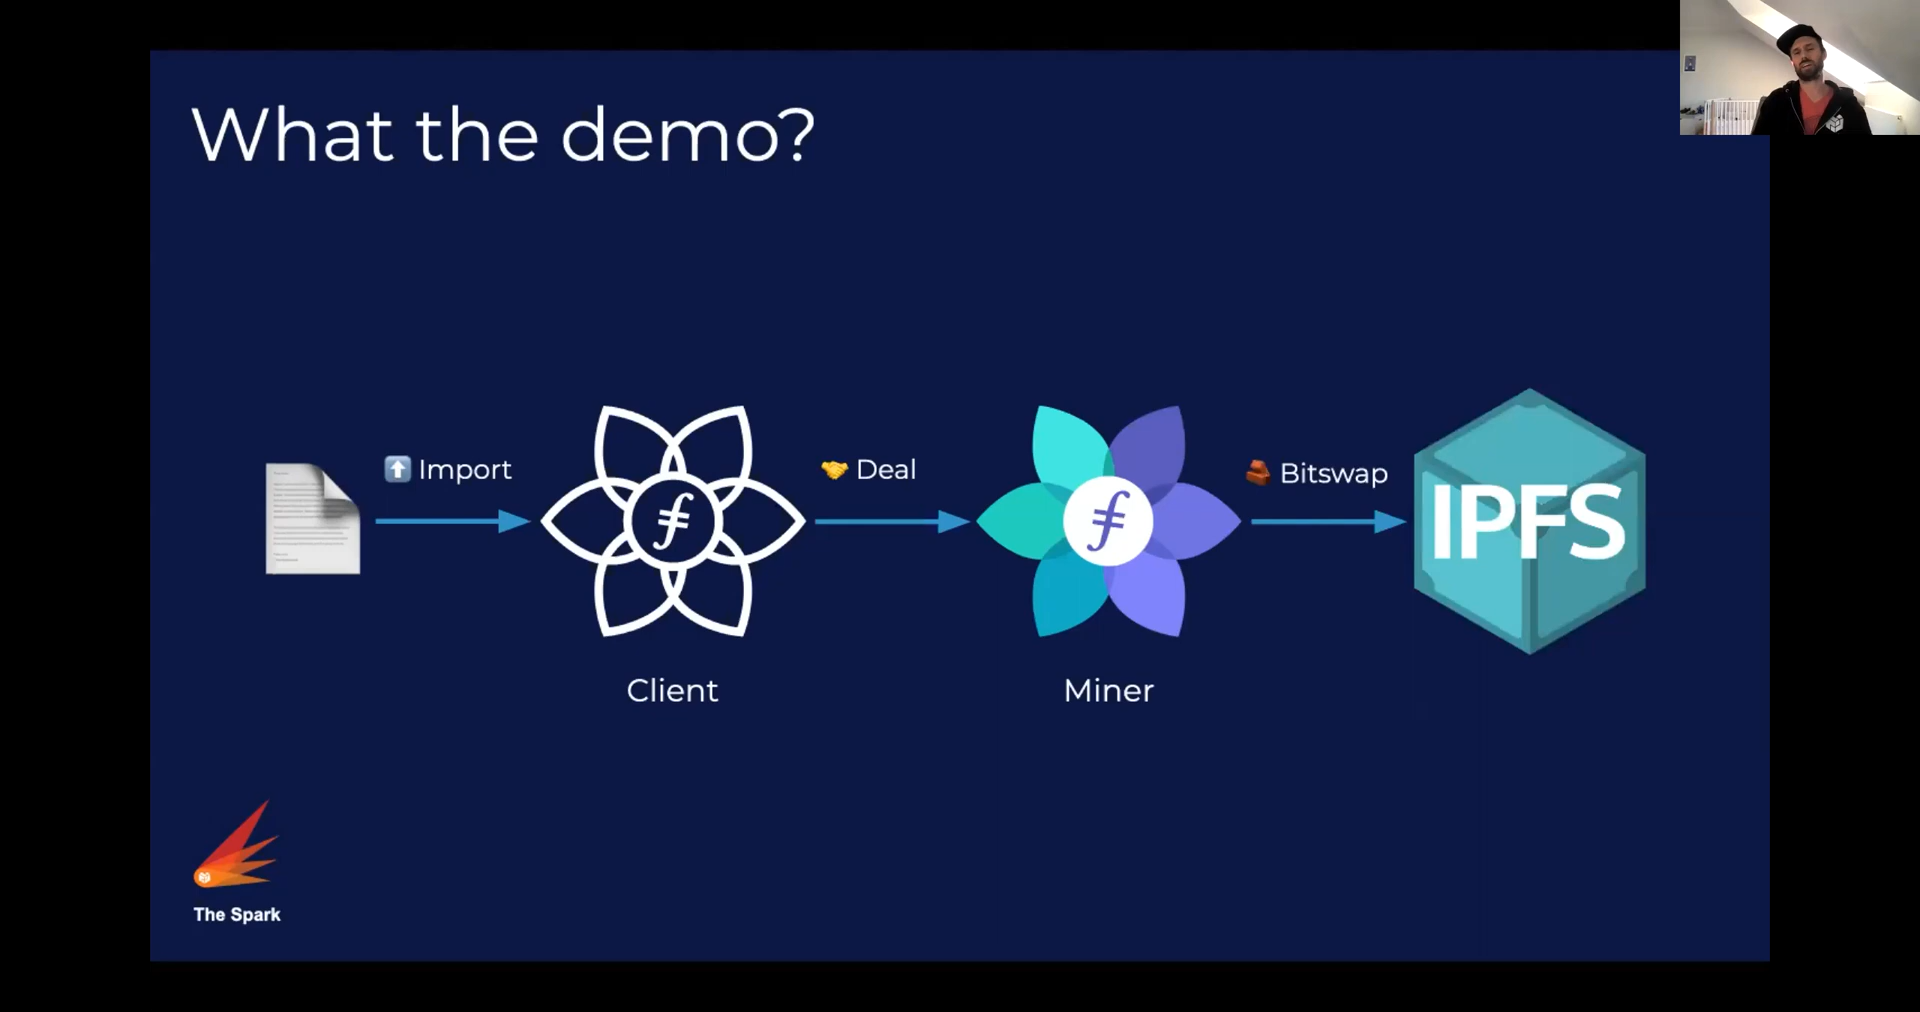 What the demo?
Import
Deal
Bitswap
IPFS
Client
Miner
The Spark